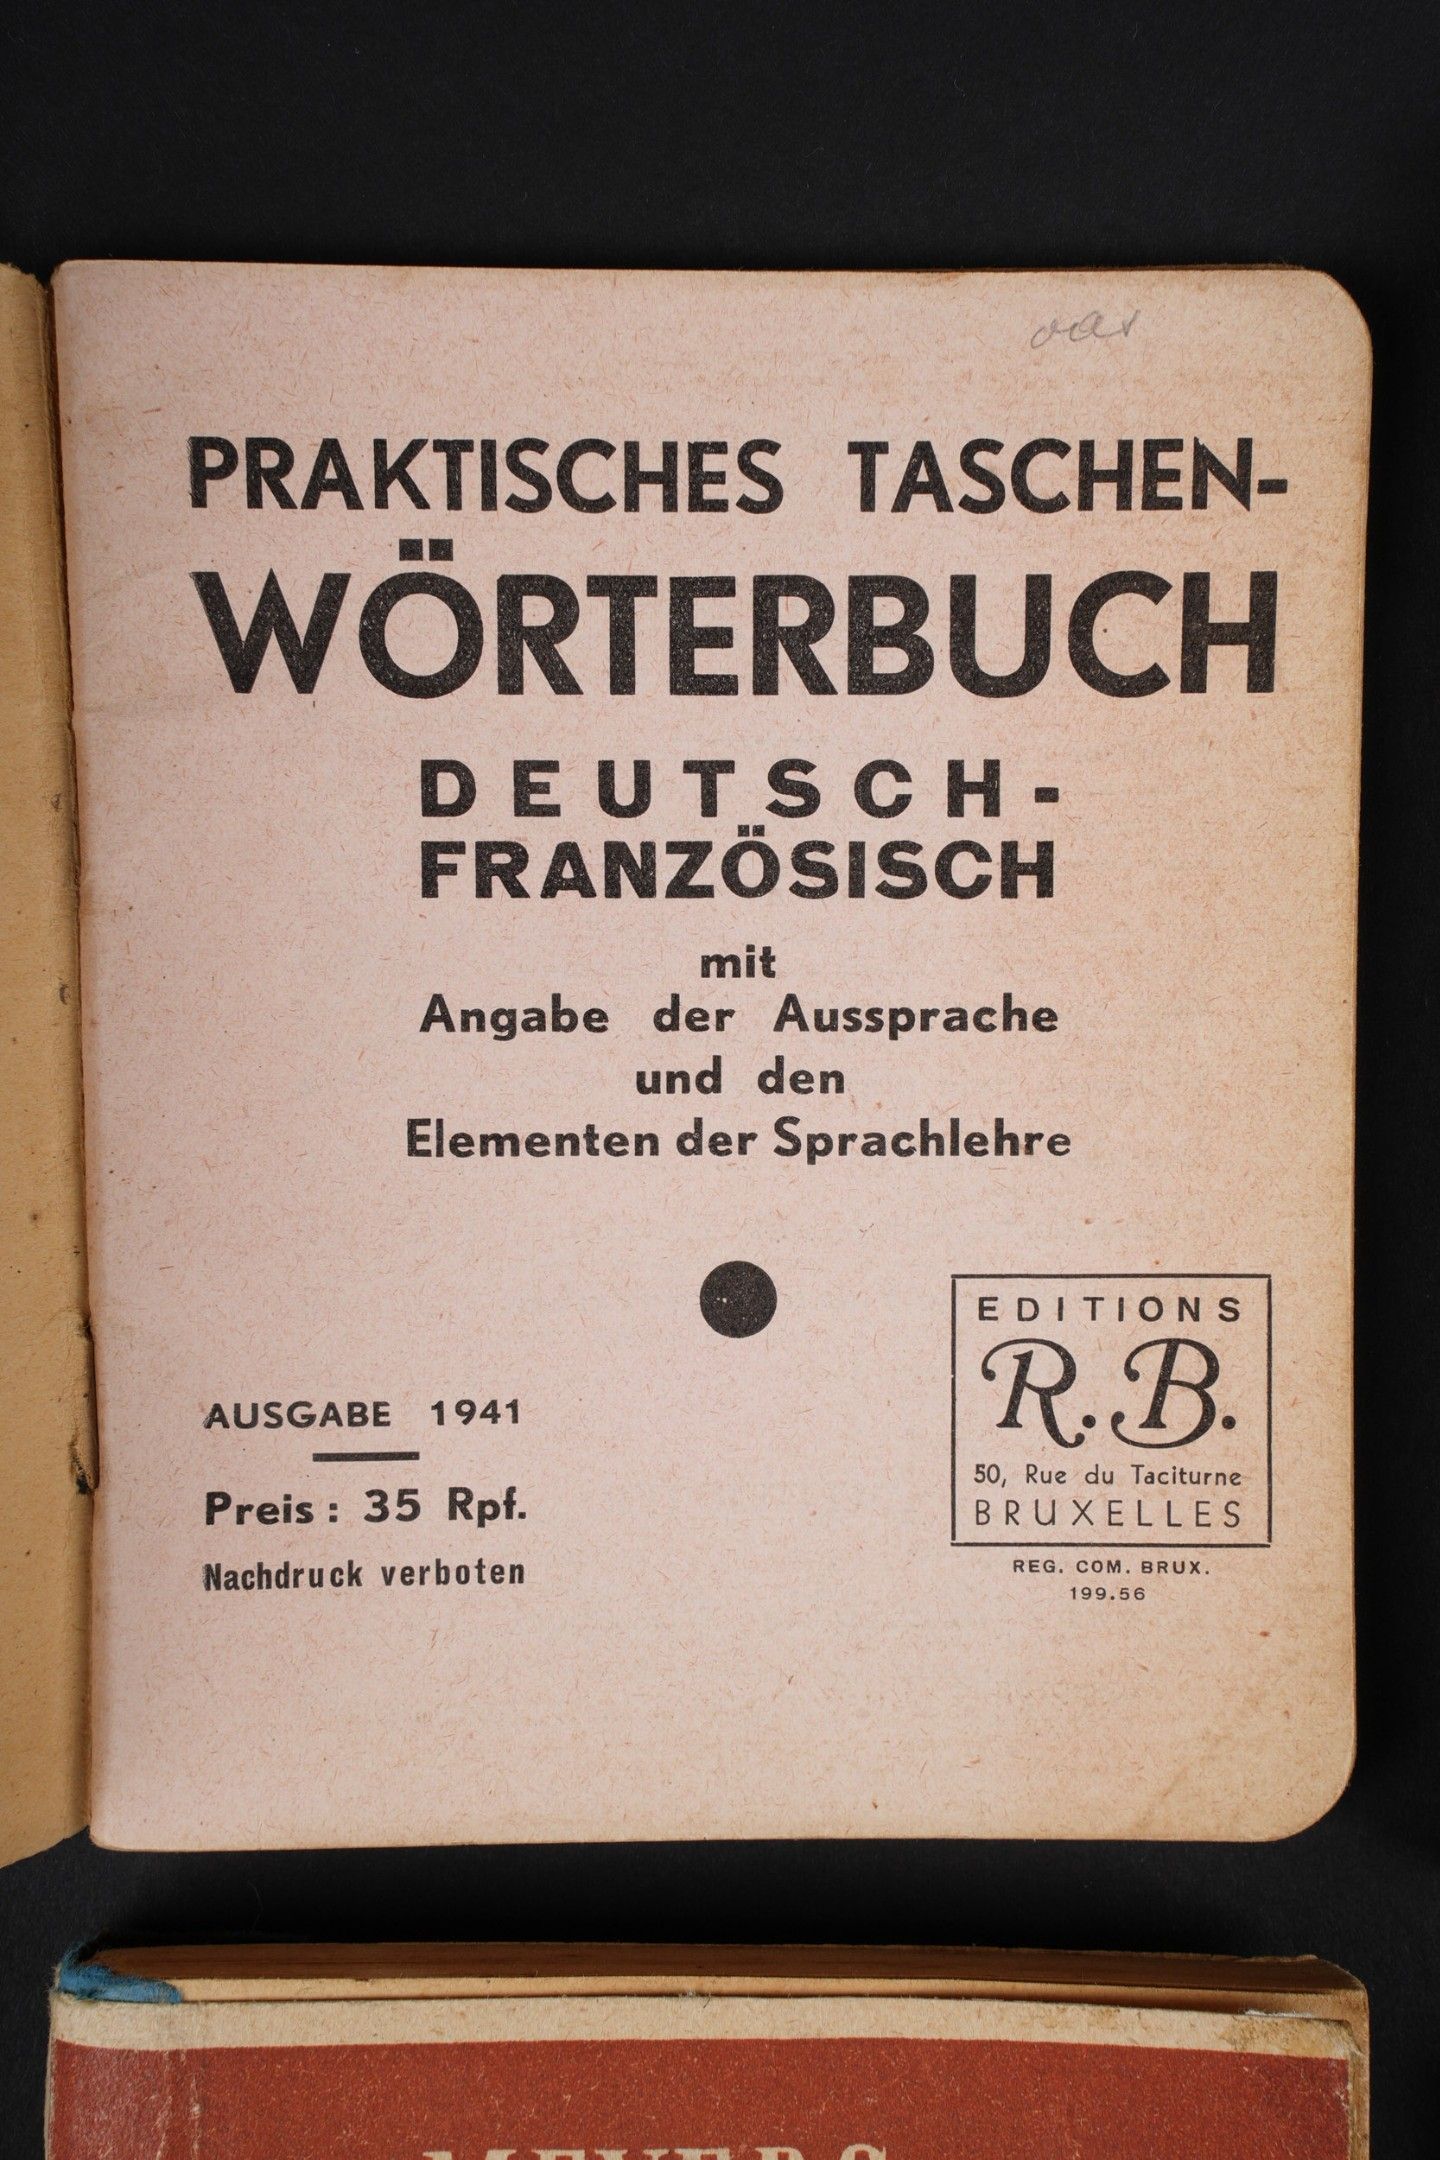 PRAKTISCHES TASCHEN-
WÖRTERBUCH
DEUTSCH-
FRANZÖSISCH
mit
Angabe der Aussprache
und den
Elementen der Sprachlehre
AUSGABE 1941
Preis : 35 Rpf.
Nachdruck verboten
EDITIONS
R.B.
50, Rue du Taciturne
BRUXELLES
REG. COM. BRUX.
199.56
MEYERS